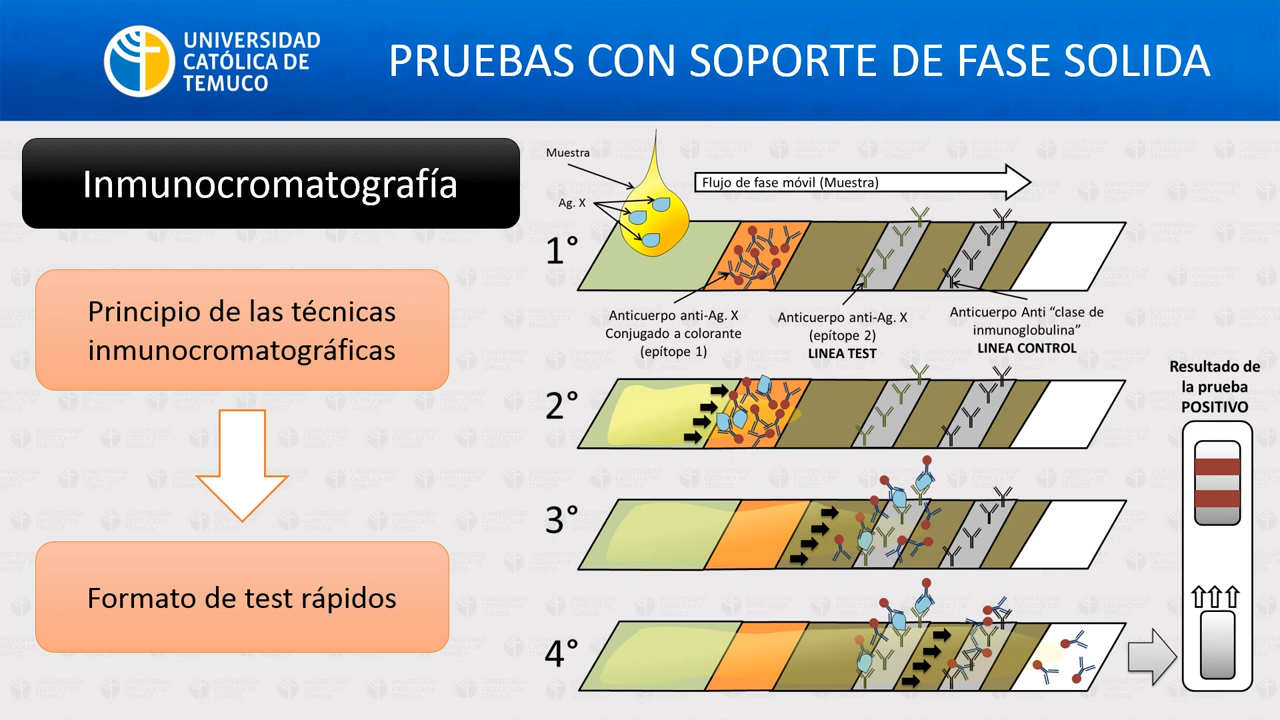 UNIVERSIDAD
CATÓLICA DE
TEMUCO
PRUEBAS CON SOPORTE DE FASE SOLIDA
Inmunocromatografía
Principio de las técnicas
inmunocromatográficas
Formato de test rápidos
Muestra
Ag. X
Flujo de fase móvil (Muestra)
1°
Anticuerpo anti-Ag. X
Conjugado a colorante
(epítope 1)
Anticuerpo anti-Ag. X
(epítope 2)
LINEA TEST
Anticuerpo Anti “clase de
inmunoglobulina”
LINEA CONTROL
2°
3°
4°
Resultado de
la prueba
POSITIVO